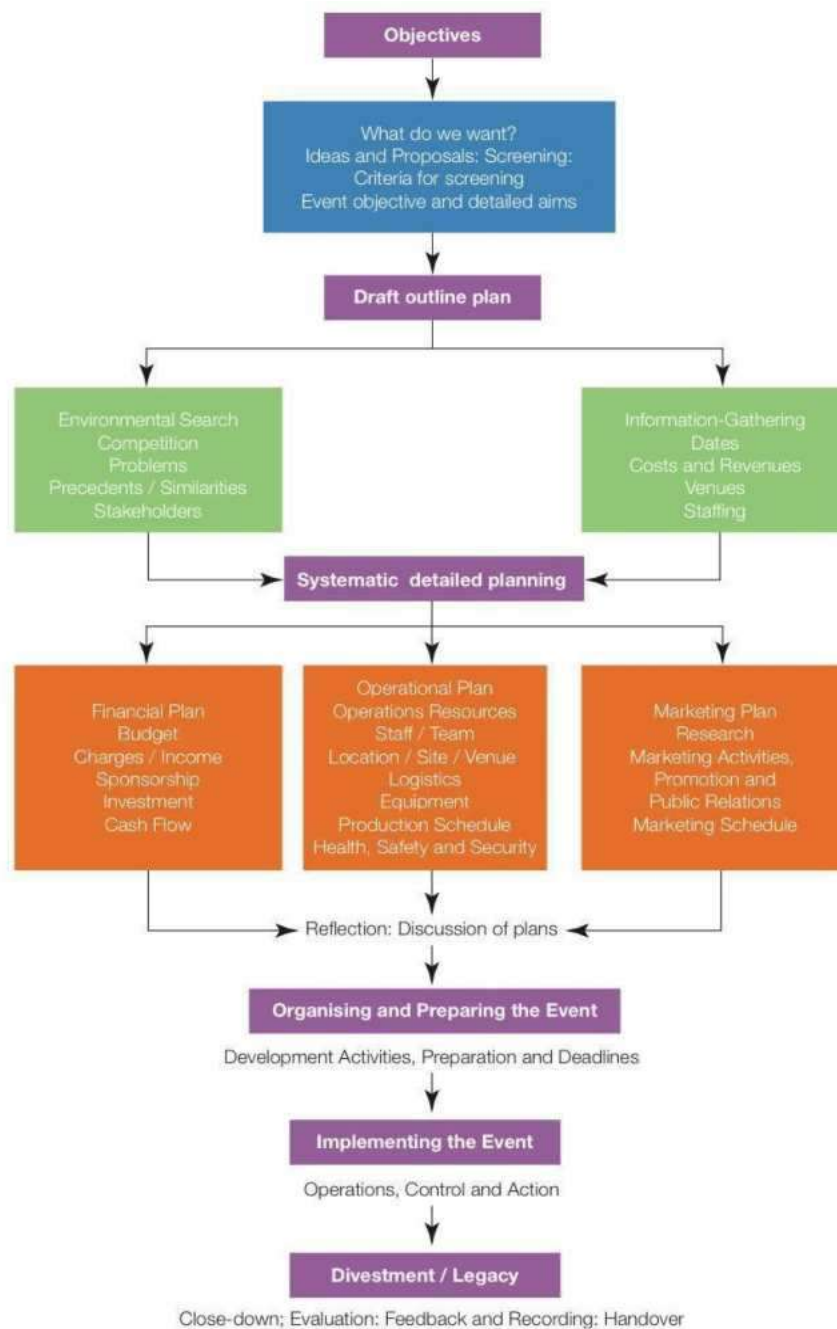 Objectives
What do we want?
Ideas and Proposals: Screening:
Criteria for screening
Event objective and detailed aims
Draft outline plan
Environmental Search
Competition
Problems
Precedents / Similarities
Stakeholders
Information-Gathering
Dates
Costs and Revenues
Venues
Staffing
Systematic detailed planning
Financial Plan
Budget
Charges / Income
Sponsorship
Investment
Cash Flow
Operational Plan
Operations Resources
Staff / Team
Location / Site / Venue
Logistics
Equipment
Production Schedule
Health, Safety and Security
Marketing Plan
Research
Marketing Activities,
Promotion and
Public Relations
Marketing Schedule
Reflection: Discussion of plans
Organising and Preparing the Event
Development Activities, Preparation and Deadlines
Implementing the Event
Operations, Control and Action
Divestment / Legacy
Close-down; Evaluation: Feedback and Recording: Handover